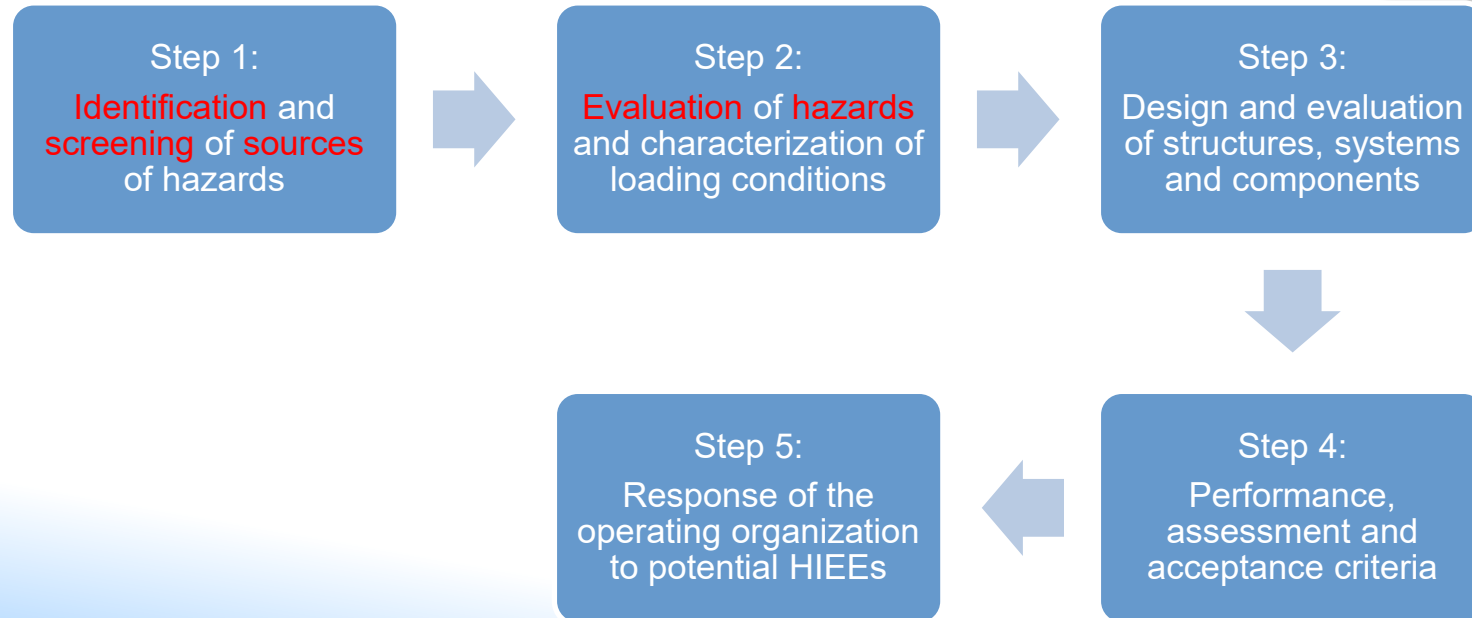 Step 1:
Identification and
screening of sources
of hazards
Step 2:
Evaluation of hazards
and characterization of
loading conditions
Step 3:
Design and evaluation
of structures, systems
and components
Step 4:
Performance,
assessment and
acceptance criteria
Step 5:
Response of the
operating organization
to potential HIEEs